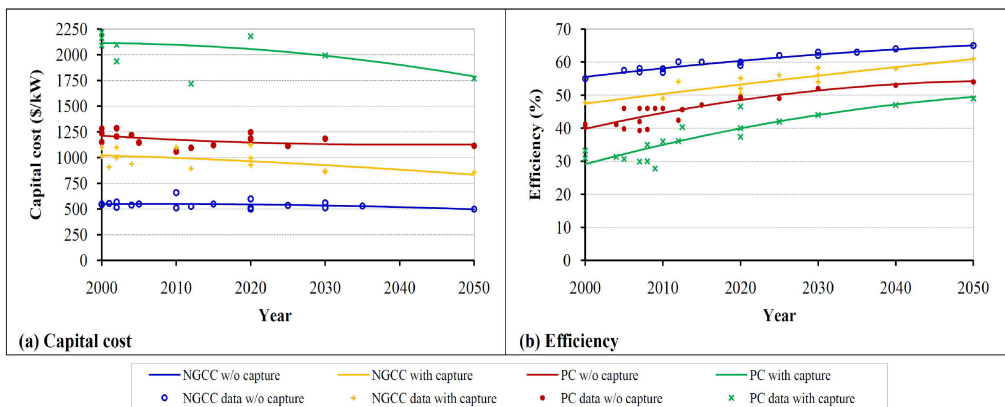 2250
2000
1750
1500
1250
1000
750
500
250
0
Capital cost ($/kW)
2000 2010 2020 2030 2040 2050
Year
(a) Capital cost
70
60
50
40
30
20
10
0
Efficiency (%)
2000 2010 2020 2030 2040 2050
Year
(b) Efficiency
NGCC w/o capture NGCC with capture PC w/o capture PC with capture
NGCC data w/o capture NGCC data with capture PC data w/o capture PC data with capture